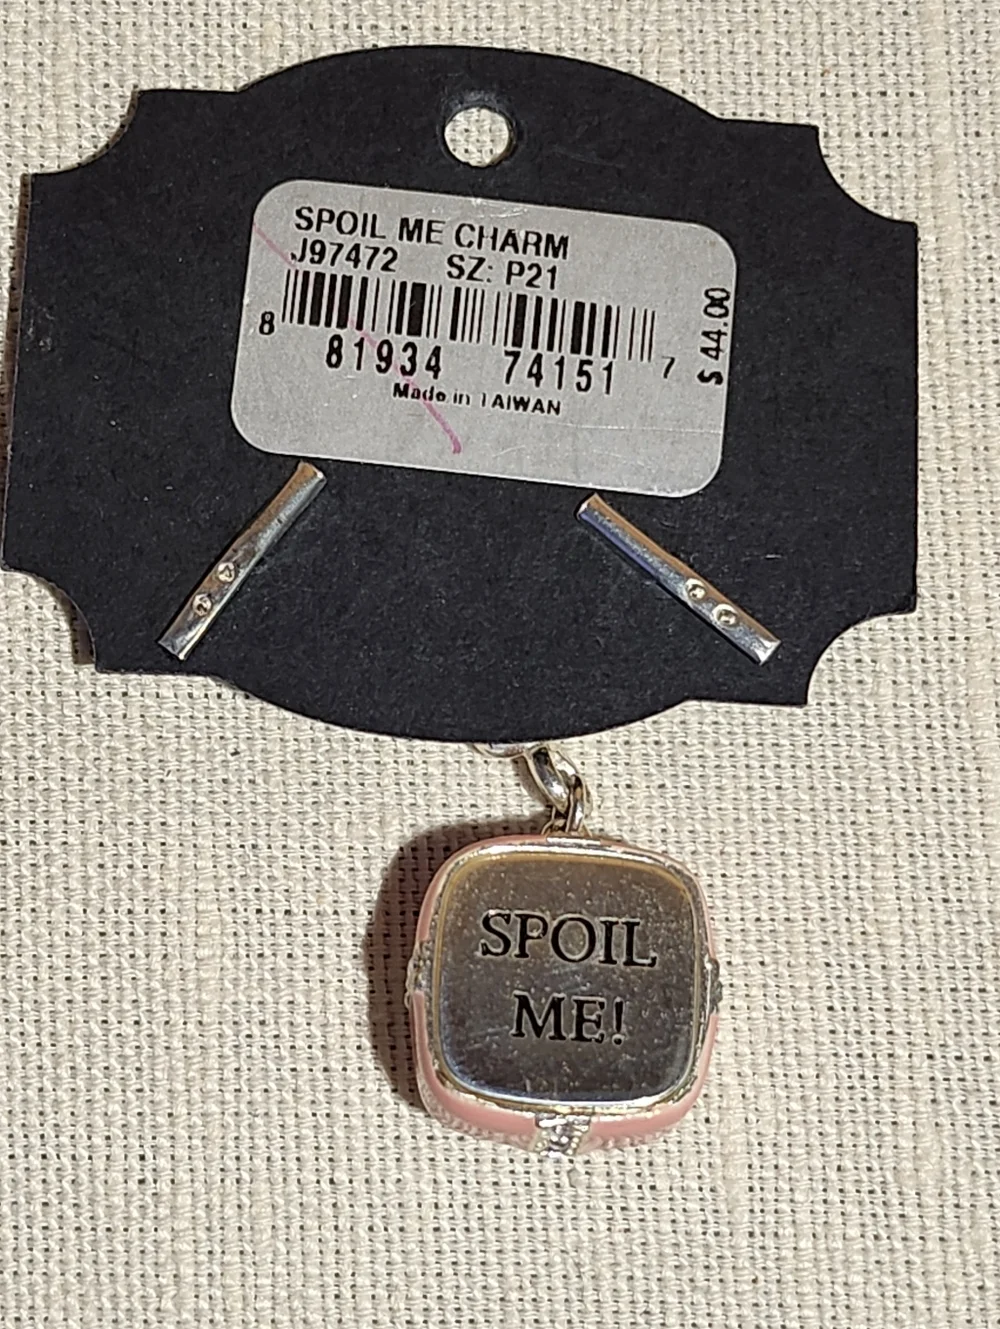 SPOIL ME CHARM
J97472 SZ: P21
8 81934 74151 7
$ 44.00
Made in TAIWAN
SPOIL
ME!